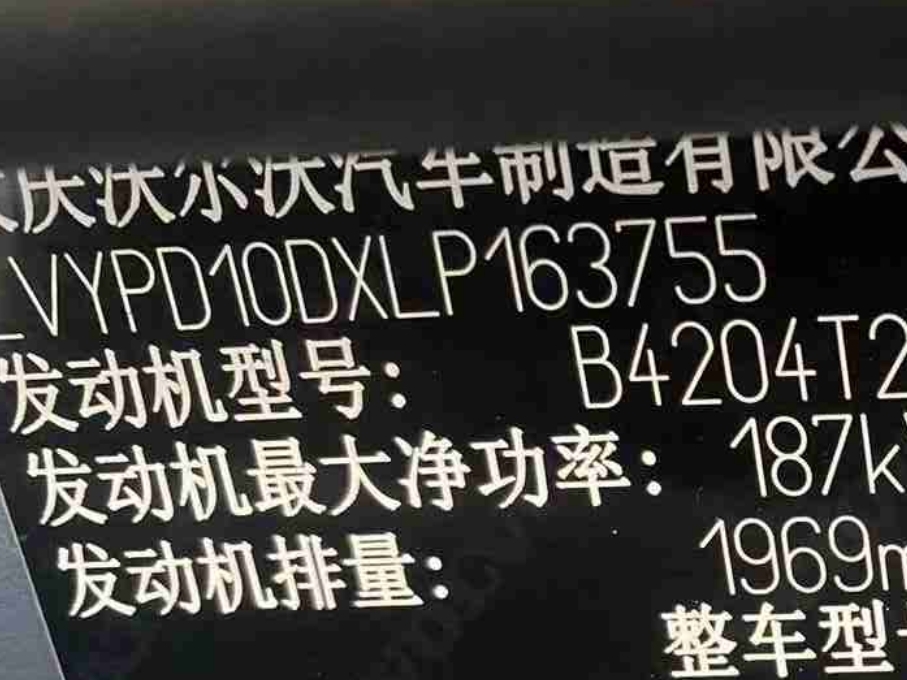 庆沃尔沃汽车制造有限公
LVYPD10DXLP163755
发动机型号: B4204T2
发动机最大净功率: 187k
发动机排量: 1969m
整车型